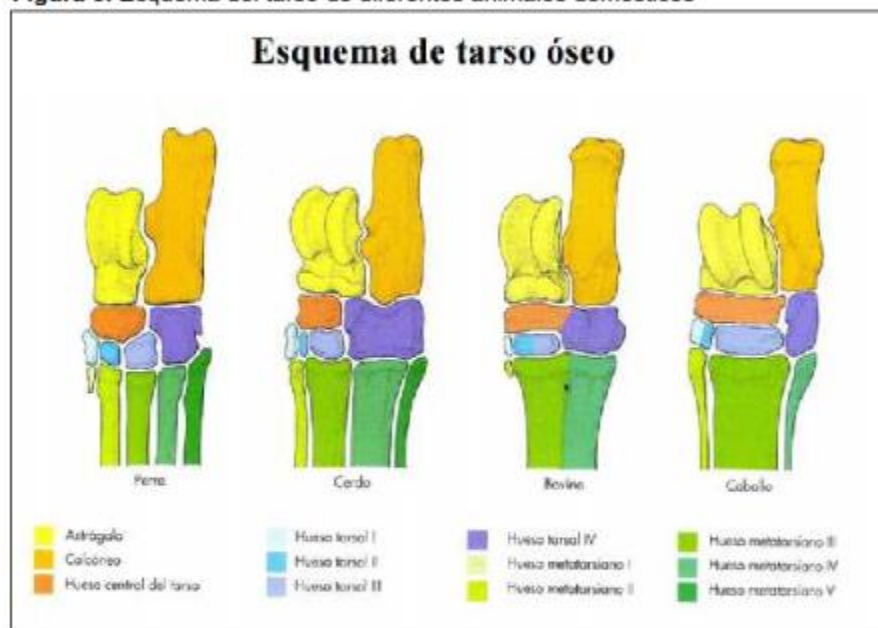 Esquema de tarso óseo
Perro
Cerdo
Bovino
Caballo
Astrágalo
Calcáneo
Hueso central del tarso
Hueso tarsal I
Hueso tarsal II
Hueso tarsal III
Hueso tarsal IV
Hueso metatarsiano I
Hueso metatarsiano II
Hueso metatarsiano III
Hueso metatarsiano IV
Hueso metatarsiano V